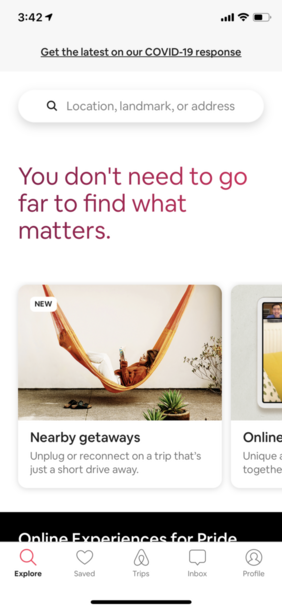 3:42
Get the latest on our COVID-19 response
Location, landmark, or address
You don't need to go
far to find what
matters.
NEW
Nearby getaways
Unplug or reconnect on a trip that's
just a short drive away.
Online
Unique a
togethe
Online Experiences for Pride
Explore
Saved
Trips
Inbox
Profile